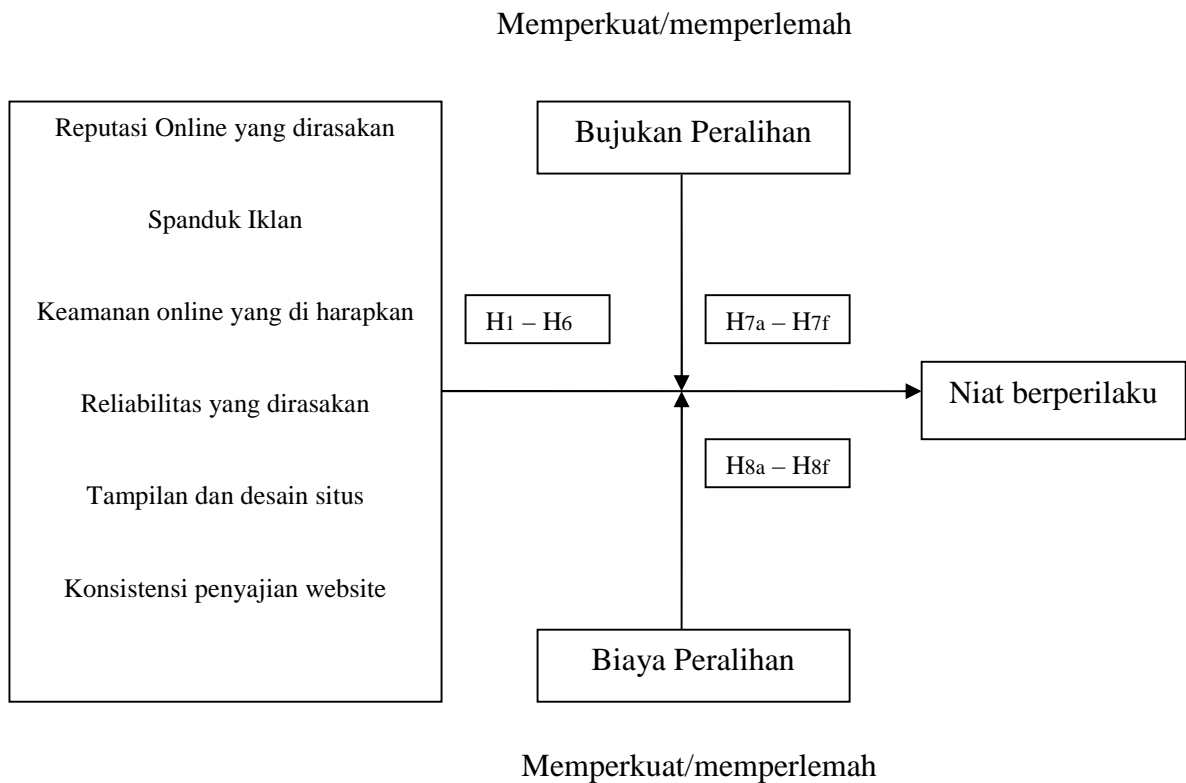 Memperkuat/memperlemah
Reputasi Online yang dirasakan
Spanduk Iklan
Keamanan online yang di harapkan
Reliabilitas yang dirasakan
Tampilan dan desain situs
Konsistensi penyajian website
Bujukan Peralihan
H1 – H6
H7a – H7f
Niat berperilaku
H8a – H8f
Biaya Peralihan
Memperkuat/memperlemah